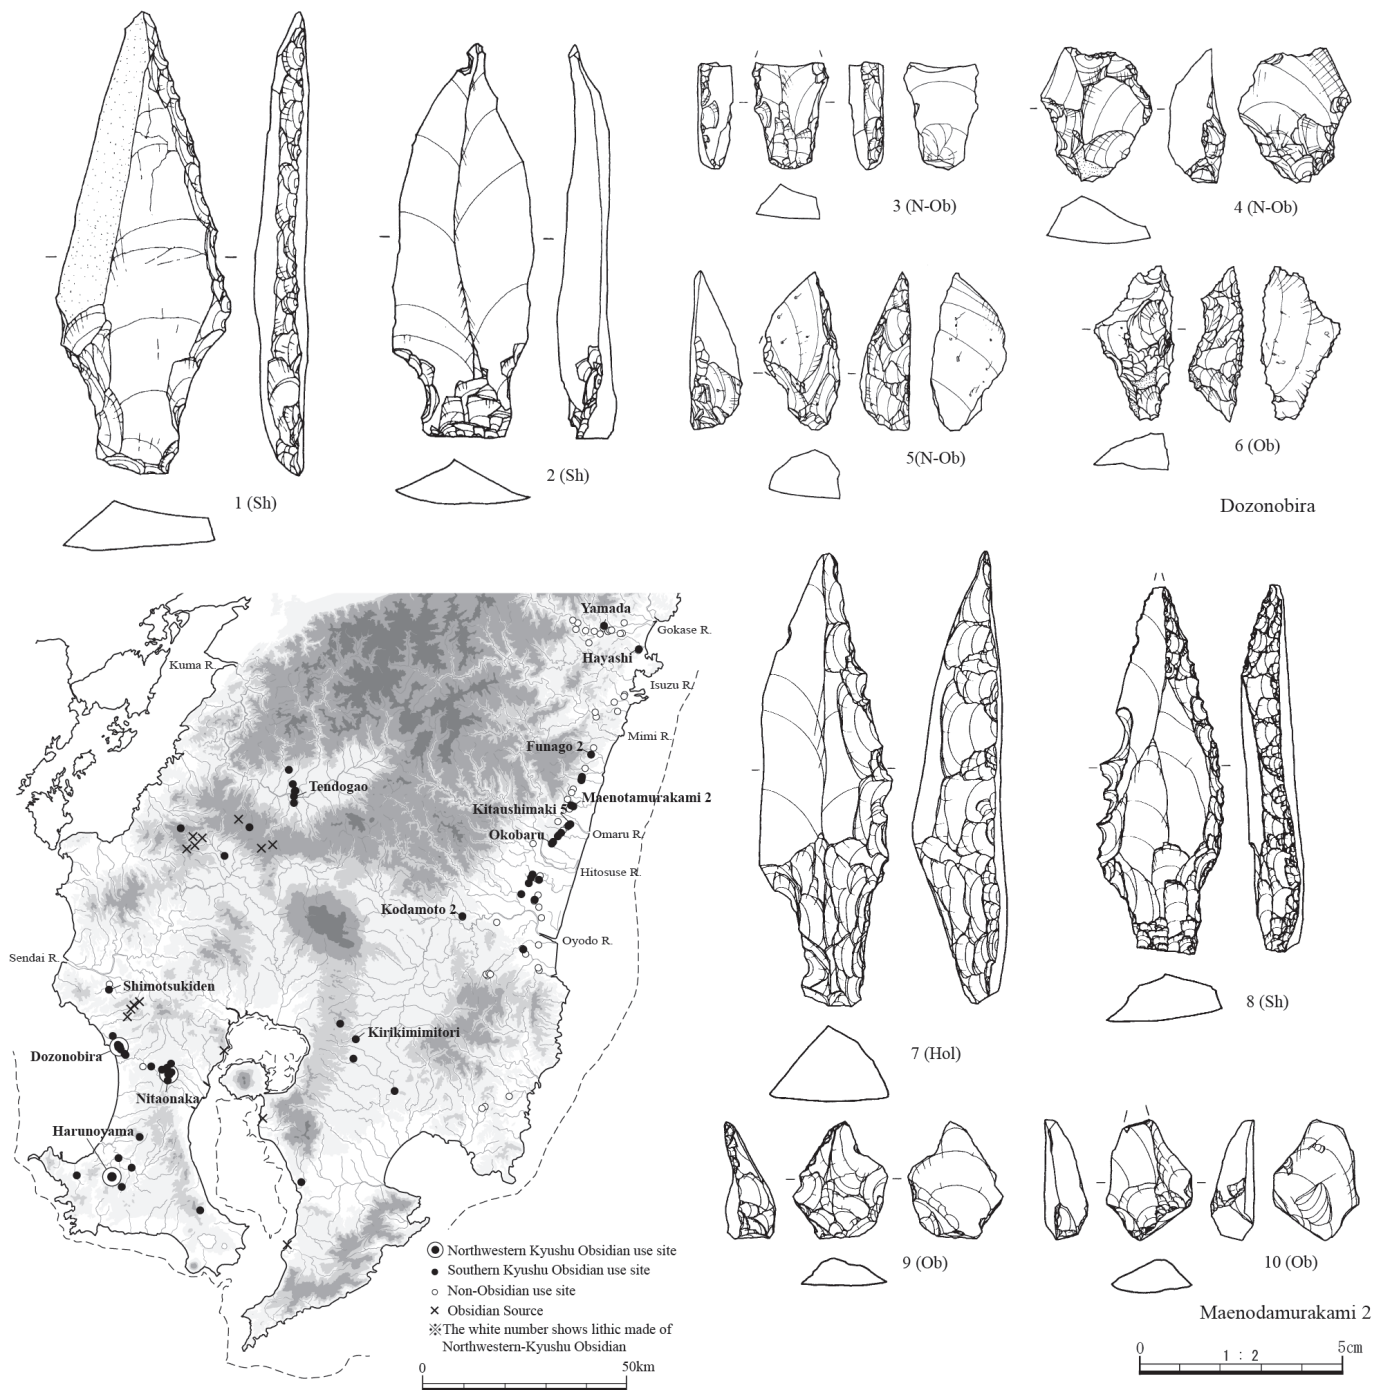 1 (Sh)
2 (Sh)
3 (N-Ob)
4 (N-Ob)
5(N-Ob)
6 (Ob)
Dozonobira
7 (Hol)
8 (Sh)
9 (Ob)
10 (Ob)
Maenodamurakami 2
0
5cm
1 : 2
Yamada
Gokase R.
Hayashi
Kuma R.
Isuzu R.
Mimi R.
Funago 2
Tendogao
Maenotamurakami 2
Kitaushimaki 5
Okobaru
Omaru R.
Hitosuse R.
Kodamoto 2
Oyodo R.
Sendai R.
Shimotsukiden
Kirikimimitori
Dozonobira
Nitaonaka
Harunoyama
Northwestern Kyushu Obsidian use site
Southern Kyushu Obsidian use site
Non-Obsidian use site
Obsidian Source
※The white number shows lithic made of
Northwestern-Kyushu Obsidian
0
50km